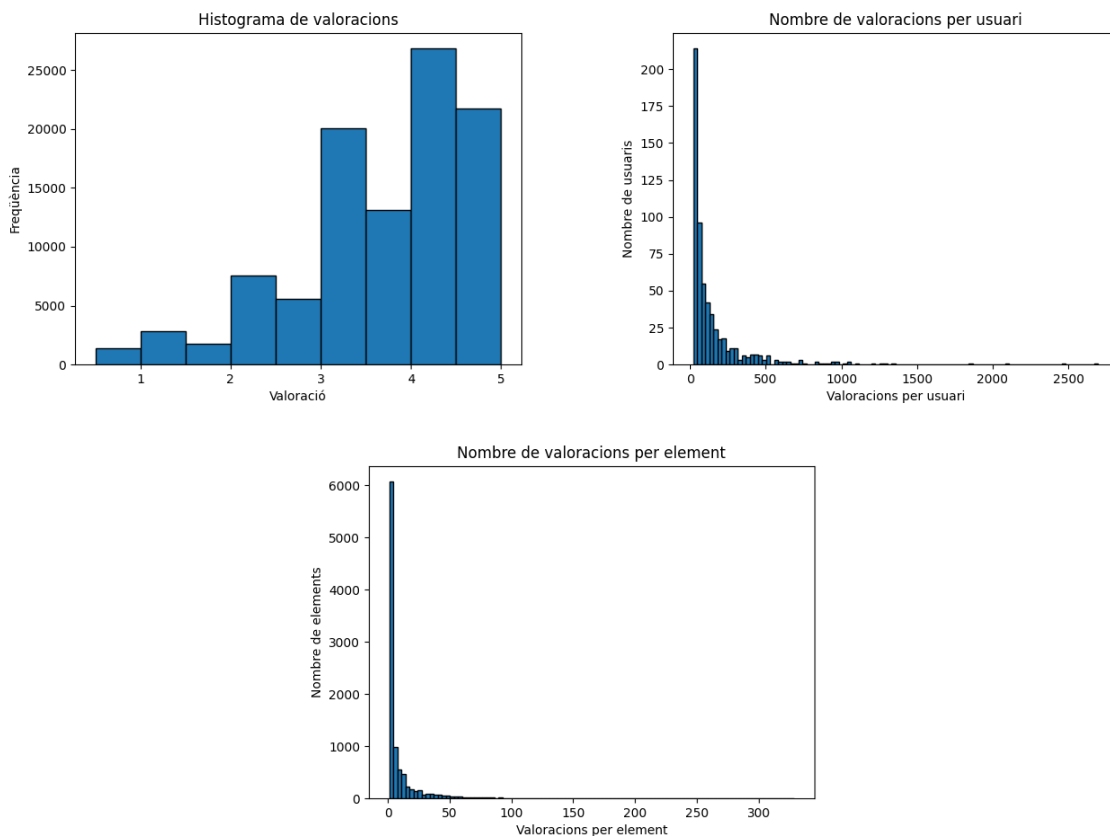 Histograma de valoracions
25000
20000
15000
10000
5000
0
Freqüència
1 2 3 4 5
Valoració
Nombre de valoracions per usuari
200
175
150
125
100
75
50
25
0
Nombre de usuaris
0 500 1000 1500 2000 2500
Valoracions per usuari
Nombre de valoracions per element
6000
5000
4000
3000
2000
1000
0
Nombre de elements
0 50 100 150 200 250 300
Valoracions per element